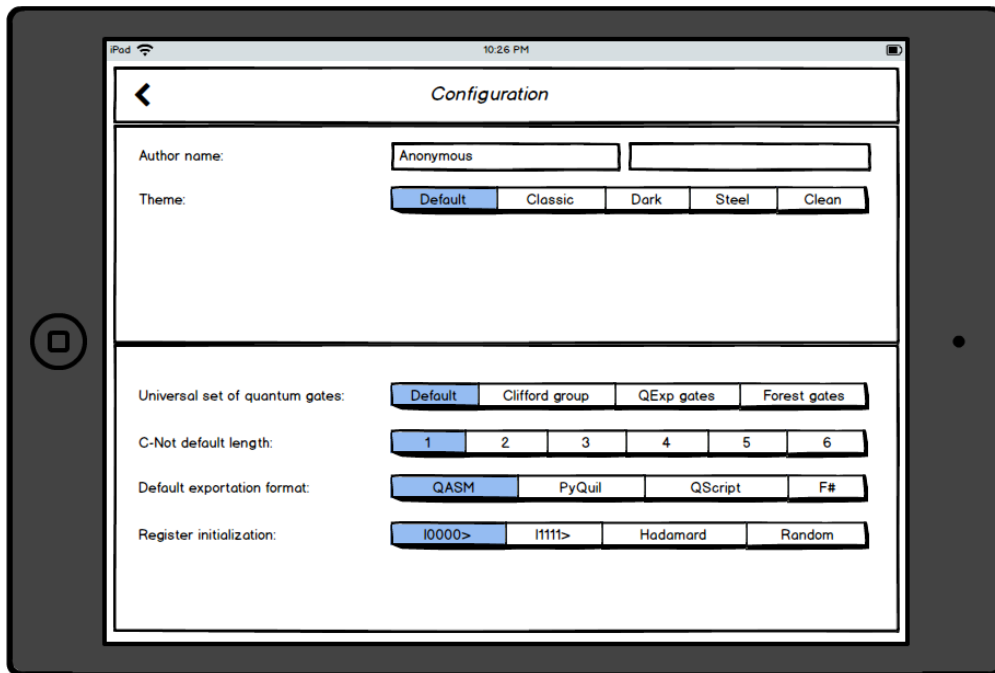 iPad 10:26 PM
Configuration
Author name: Anonymous
Theme: Default Classic Dark Steel Clean
Universal set of quantum gates: Default Clifford group QExp gates Forest gates
C-Not default length: 1 2 3 4 5 6
Default exportation format: QASM PyQuil QScript F#
Register initialization: I0000> I1111> Hadamard Random